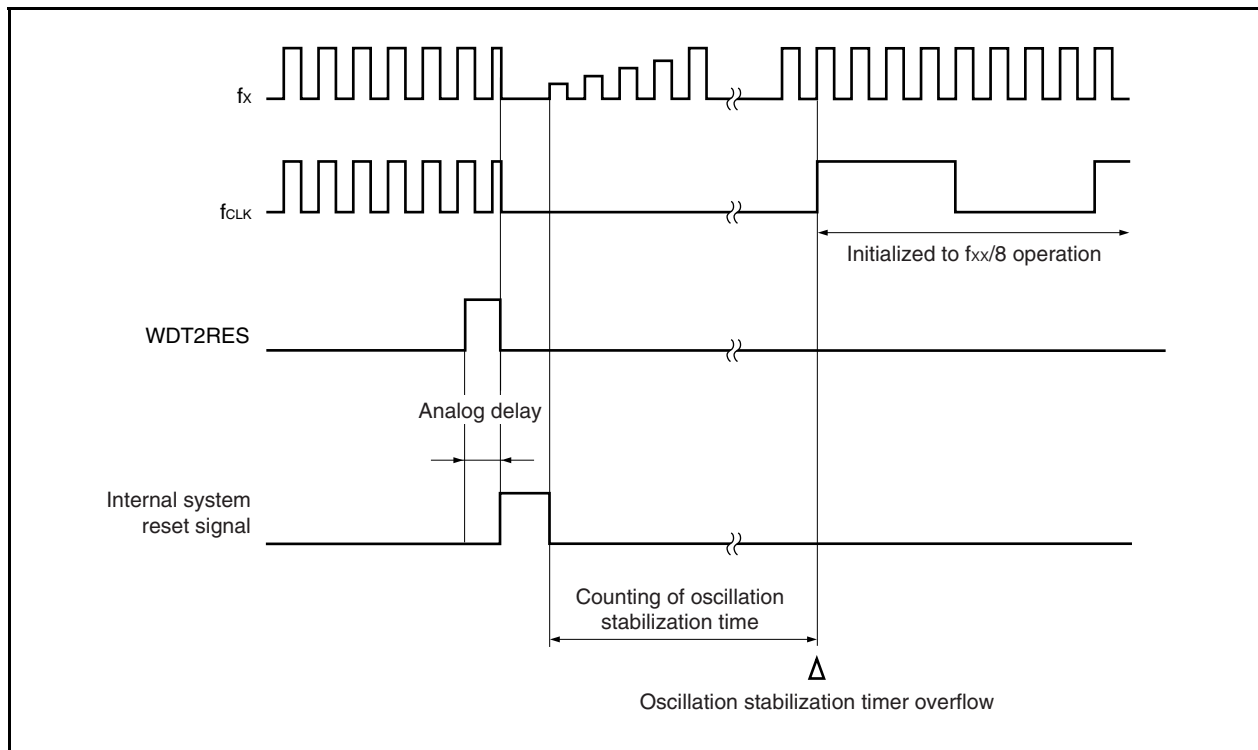 fX
fCLK
Initialized to fXX/8 operation
WDT2RES
Analog delay
Internal system
reset signal
Counting of oscillation
stabilization time
Oscillation stabilization timer overflow